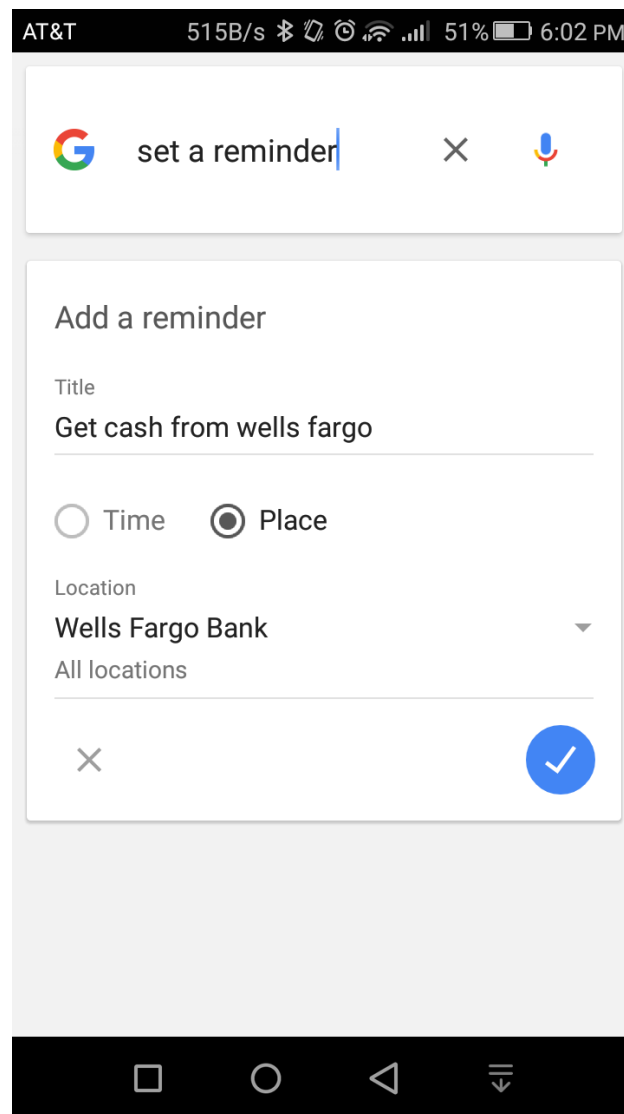 AT&T 515B/s 51% 6:02 PM
set a reminder
Add a reminder
Title
Get cash from wells fargo
Time Place
Location
Wells Fargo Bank
All locations